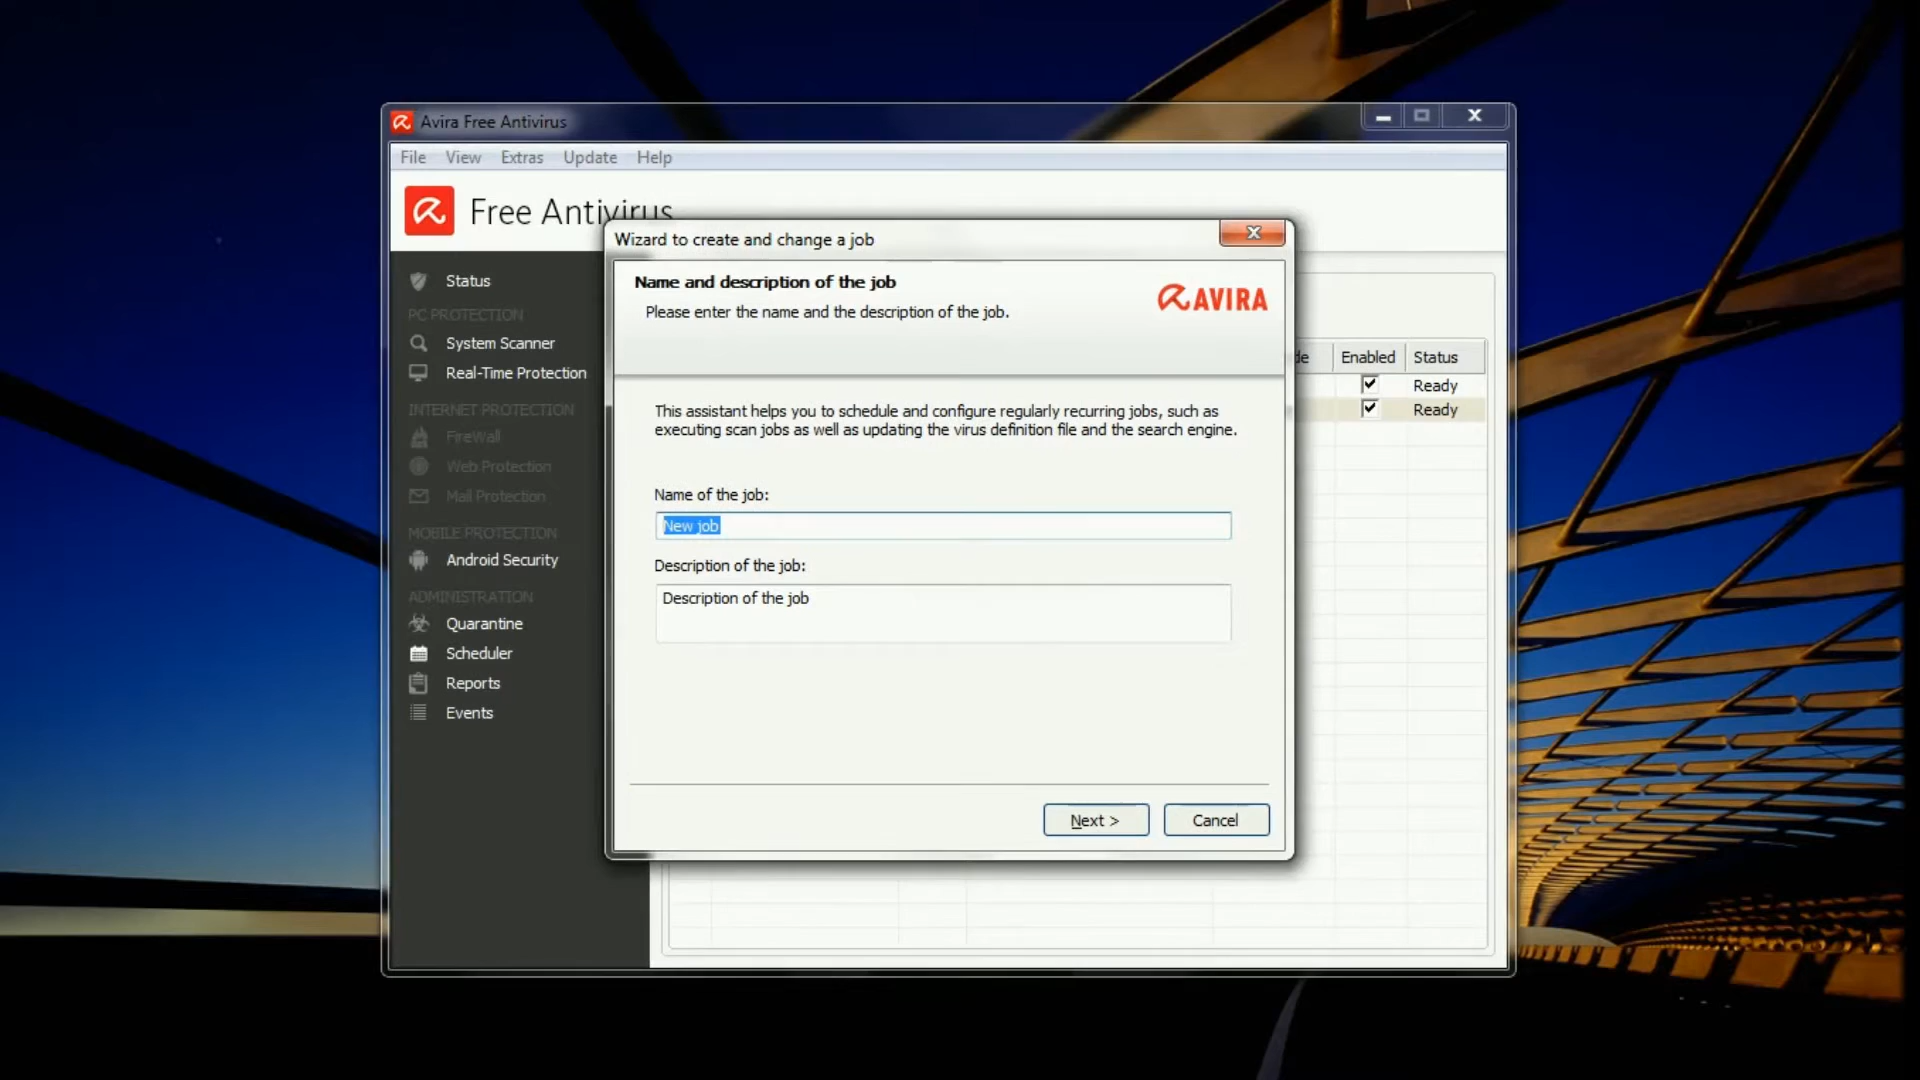 Avira Free Antivirus
File View Extras Update Help
Free Antivirus
Wizard to create and change a job
Name and description of the job
Please enter the name and the description of the job.
AVIRA
Status
PC PROTECTION
System Scanner
Real-Time Protection
INTERNET PROTECTION
FireWall
Web Protection
Mail Protection
MOBILE PROTECTION
Android Security
ADMINISTRATION
Quarantine
Scheduler
Reports
Events
Enabled Status
Ready
Ready
This assistant helps you to schedule and configure regularly recurring jobs, such as
executing scan jobs as well as updating the virus definition file and the search engine.
Name of the job:
New job
Description of the job:
Description of the job
Next >
Cancel